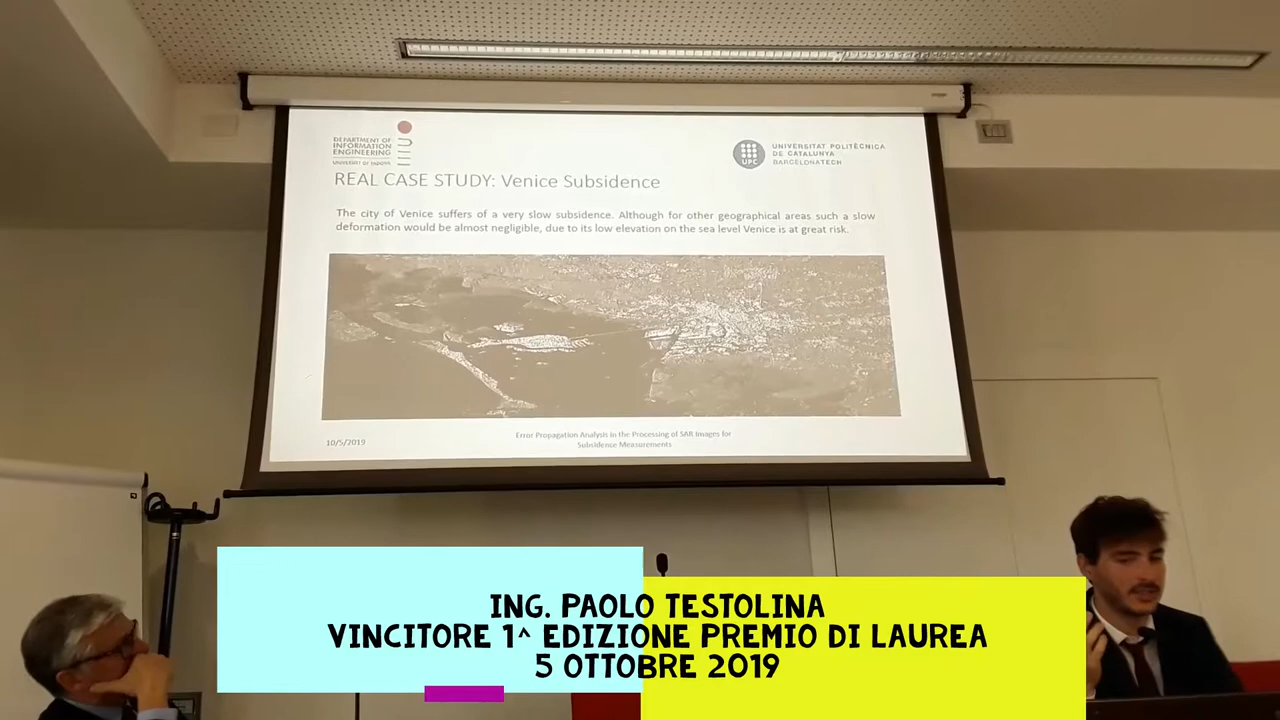 DEPARTMENT OF
INFORMATION
ENGINEERING
UNIVERSITY OF PADOVA
UPC
UNIVERSITAT POLITÈCNICA
DE CATALUNYA
BARCELONATECH
REAL CASE STUDY: Venice Subsidence
The city of Venice suffers of a very slow subsidence. Although for other geographical areas such a slow
deformation would be almost negligible, due to its low elevation on the sea level Venice is at great risk.
10/5/2019
Error Propagation Analysis in the Processing of SAR Images for
Subsidence Measurements
ING. PAOLO TESTOLINA
VINCITORE 1^ EDIZIONE PREMIO DI LAUREA
5 OTTOBRE 2019